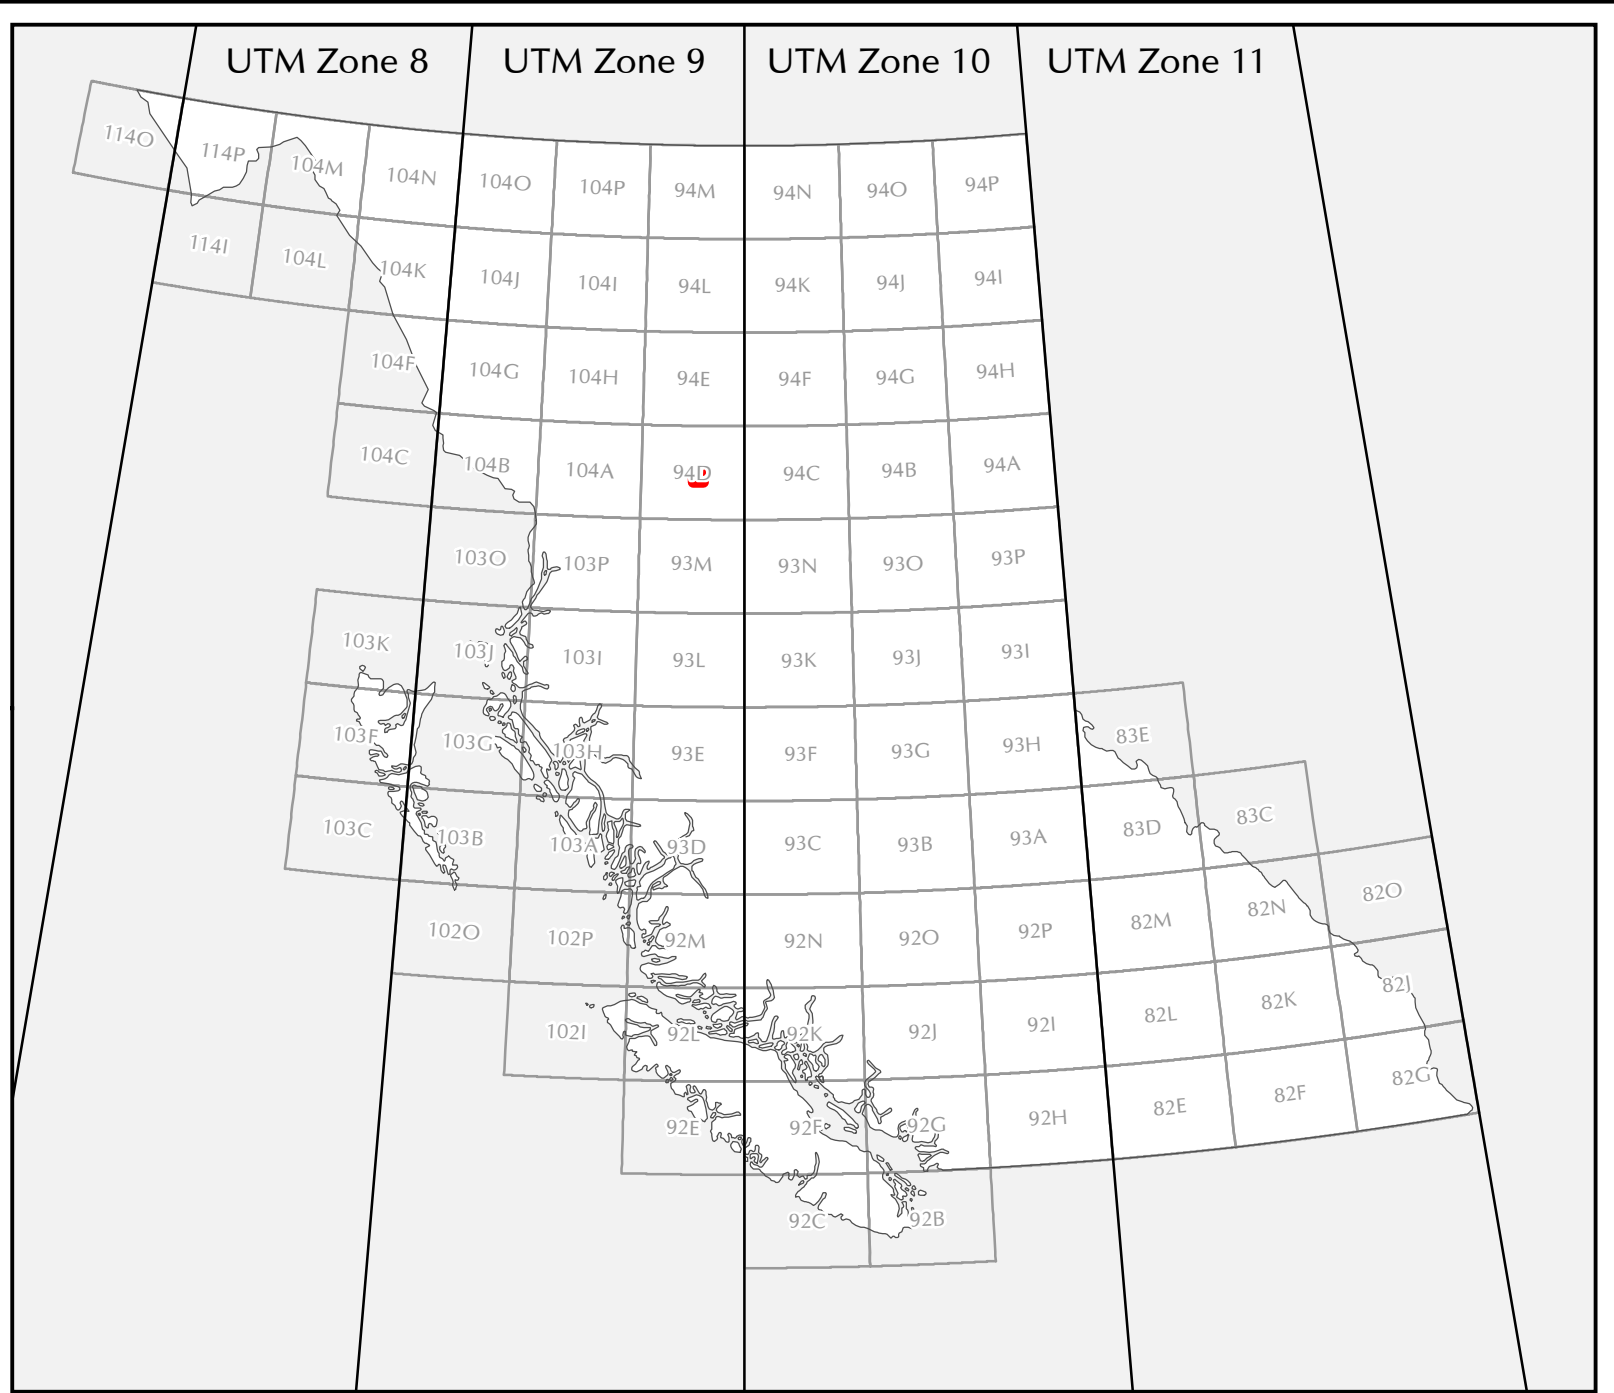 UTM Zone 8 UTM Zone 9 UTM Zone 10 UTM Zone 11
114O 114P 104M 104N 104O 104P 94M 94N 94O 94P
114I 104L 104K 104J 104I 94L 94K 94J 94I
104F 104G 104H 94E 94F 94G 94H
104C 104B 104A 94D 94C 94B 94A
103O 103P 93M 93N 93O 93P
103K 103J 103I 93L 93K 93J 93I
103F 103G 103H 93E 93F 93G 93H 83E
103C 103B 103A 93D 93C 93B 93A 83D 83C
102O 102P 92M 92N 92O 92P 82M 82N 82O
102I 92L 92K 92J 92I 82L 82K 82J
92E 92F 92G 92H 82E 82F 82G
92C 92B